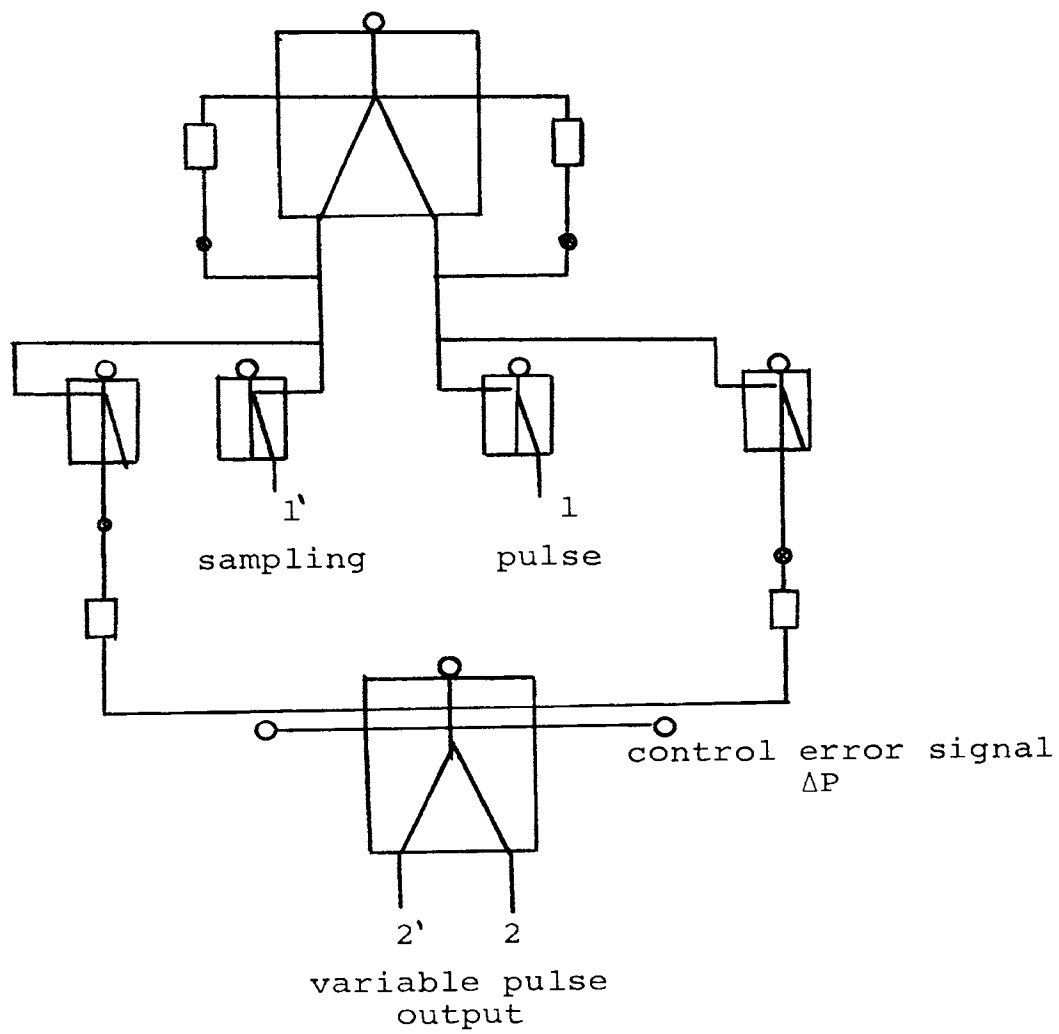 1' 1
sampling pulse
control error signal
ΔP
2' 2
variable pulse
output